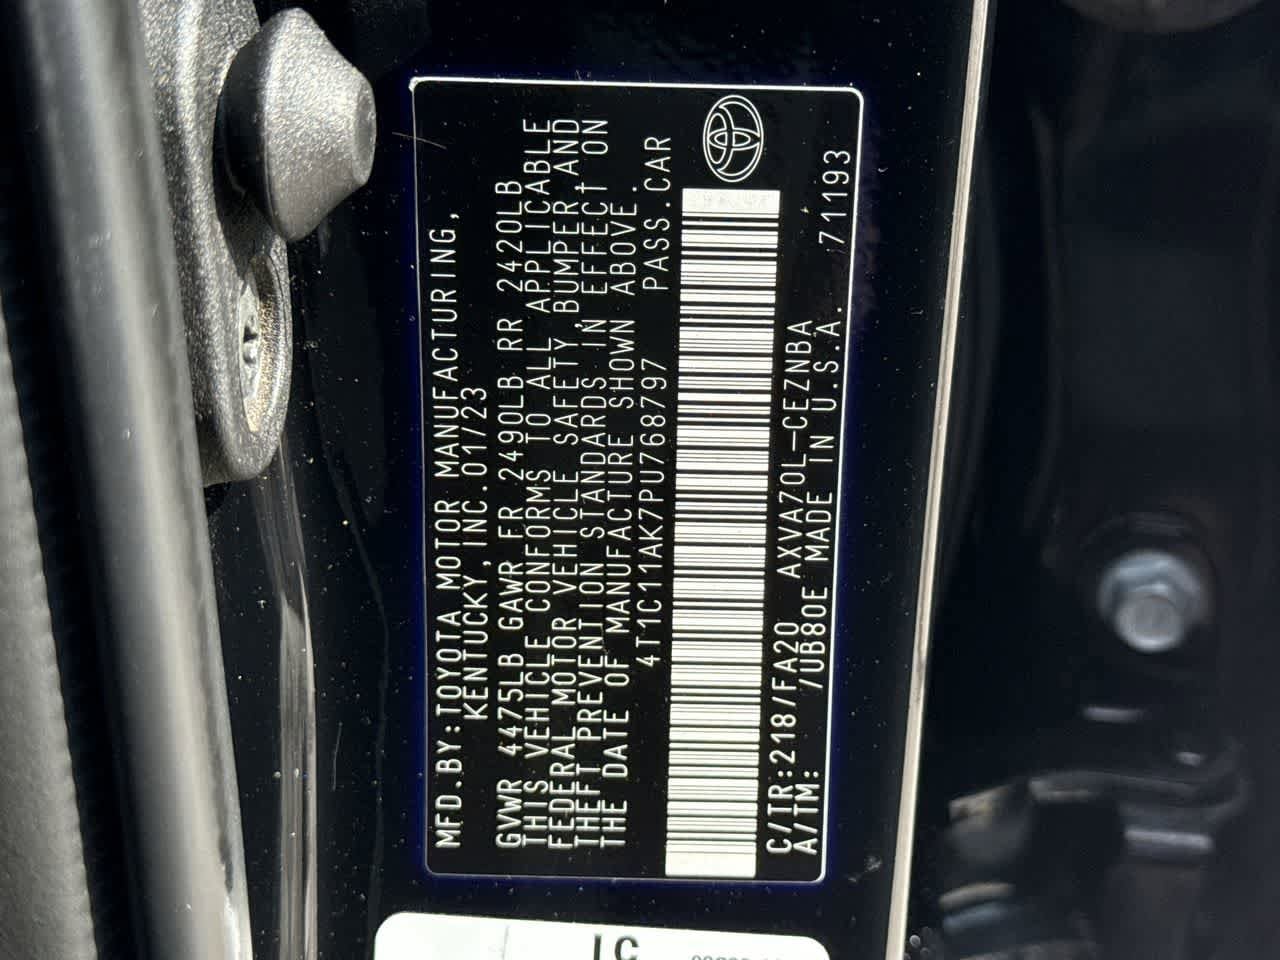 MFD.BY:TOYOTA MOTOR MANUFACTURING,
KENTUCKY,INC.01/23
GVWR 4475LB GAWR FR 2490LB RR 2420LB
THIS VEHICLE CONFORMS TO ALL APPLICABLE
FEDERAL MOTOR VEHICLE SAFETY,BUMPER,AND
THEFT PREVENTION STANDARDS IN EFFECT ON
THE DATE OF MANUFACTURE SHOWN ABOVE.
4T1C11AK7PU768797 PASS.CAR
C/TR:218/FA20 AXVA70L-CEZNBA
A/TM: /UB80E MADE IN U.S.A. 71193